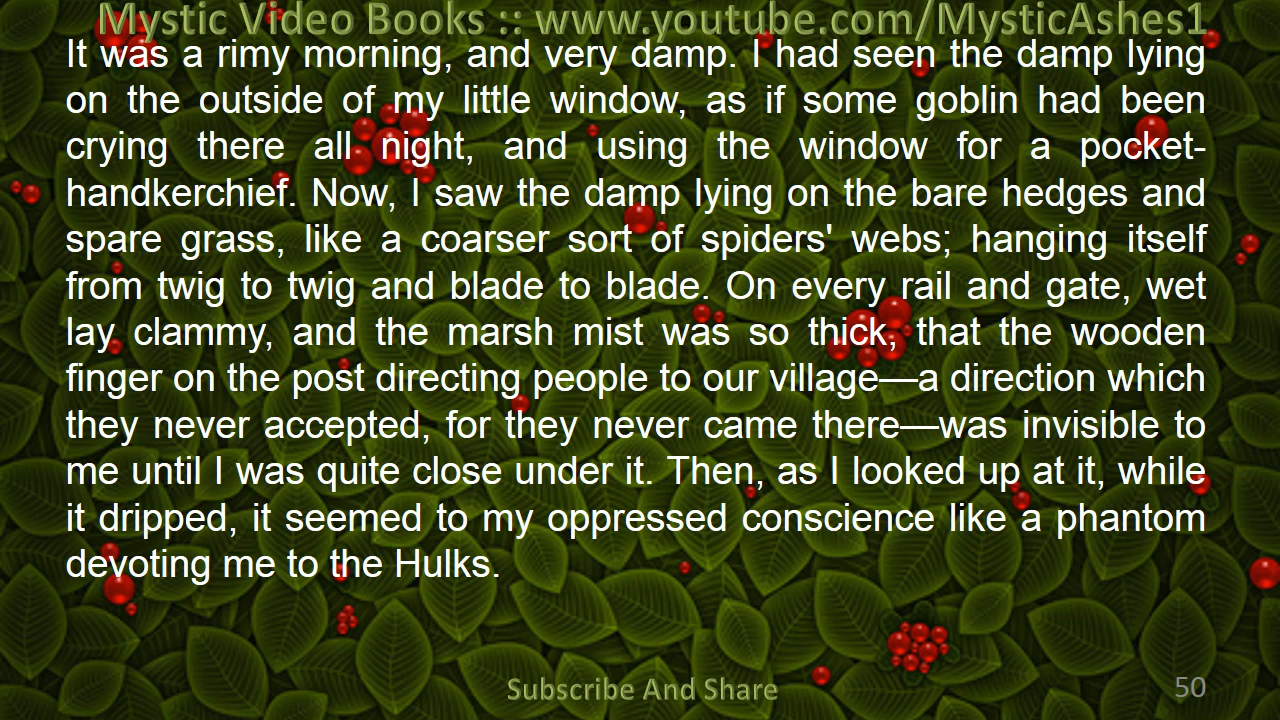 Mystic Video Books :: www.youtube.com/MysticAshes1
It was a rimy morning, and very damp. I had seen the damp lying
on the outside of my little window, as if some goblin had been
crying there all night, and using the window for a pocket-
handkerchief. Now, I saw the damp lying on the bare hedges and
spare grass, like a coarser sort of spiders' webs; hanging itself
from twig to twig and blade to blade. On every rail and gate, wet
lay clammy, and the marsh mist was so thick, that the wooden
finger on the post directing people to our village—a direction which
they never accepted, for they never came there—was invisible to
me until I was quite close under it. Then, as I looked up at it, while
it dripped, it seemed to my oppressed conscience like a phantom
devoting me to the Hulks.
Subscribe And Share
50